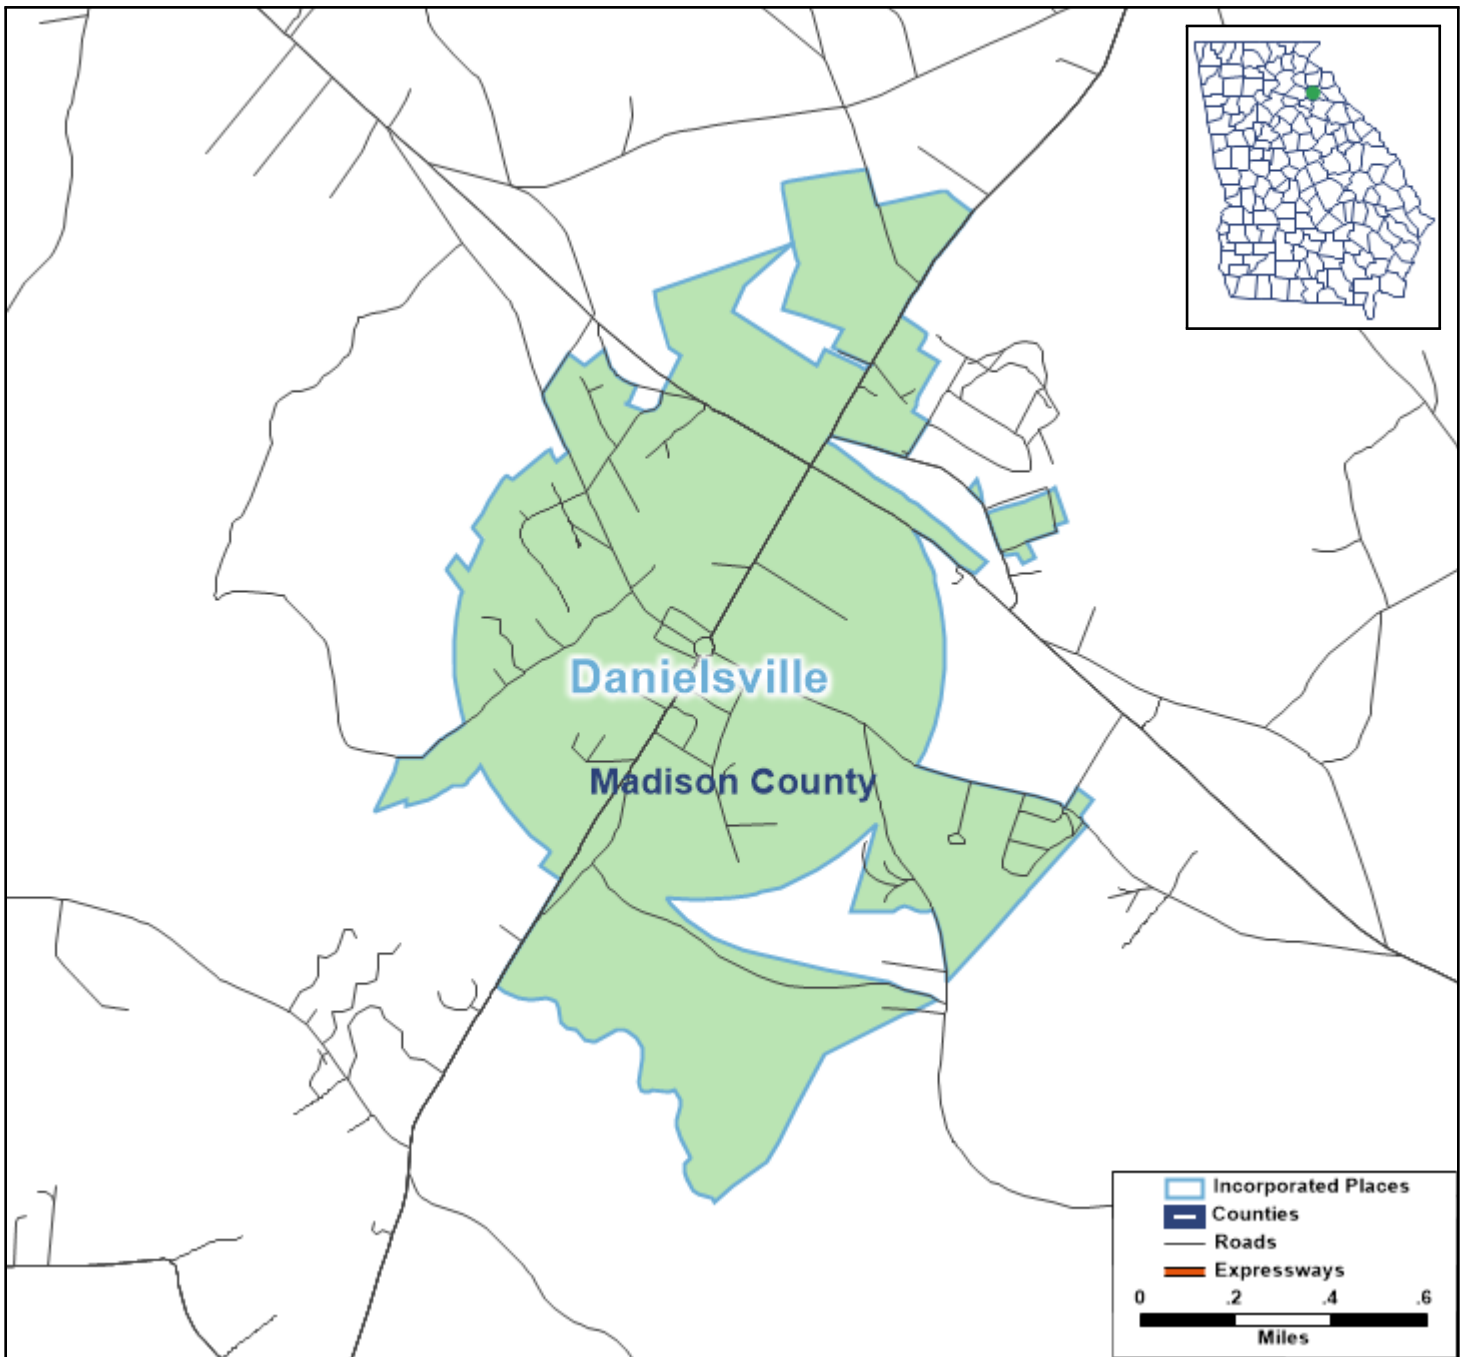 Danielsville
Madison County
Incorporated Places
Counties
Roads
Expressways
0 .2 .4 .6
Miles